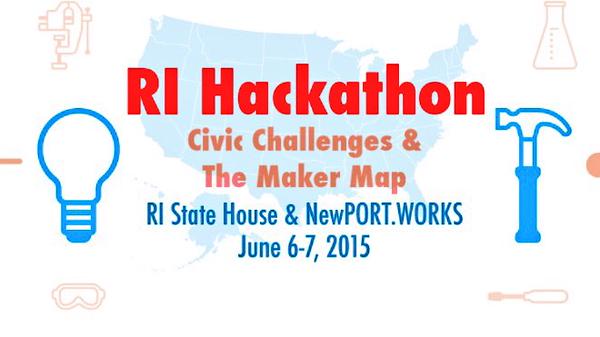 RI Hackathon
Civic Challenges &
The Maker Map
RI State House & NewPORT.WORKS
June 6-7, 2015